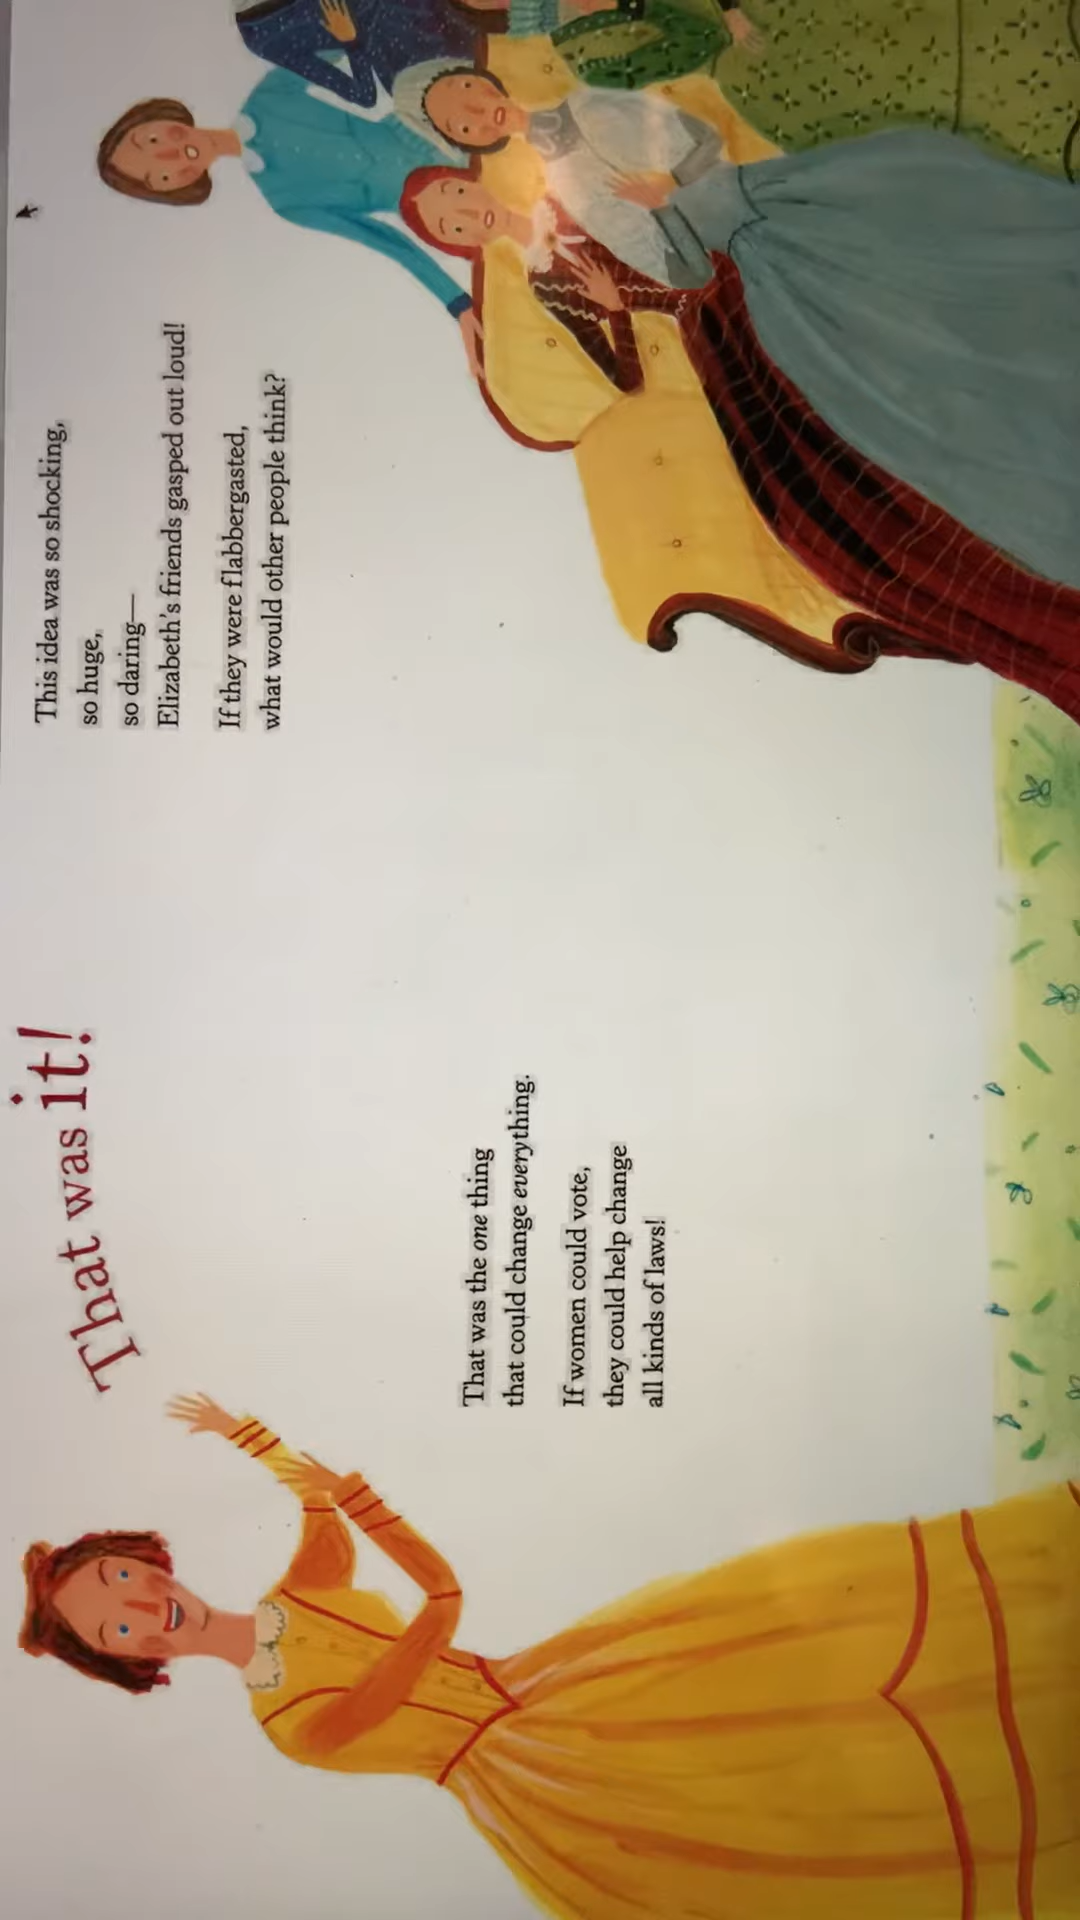 That was it!
That was the one thing
that could change everything.
If women could vote,
they could help change
all kinds of laws!
This idea was so shocking,
so huge,
so daring—
Elizabeth's friends gasped out loud!
If they were flabbergasted,
what would other people think?